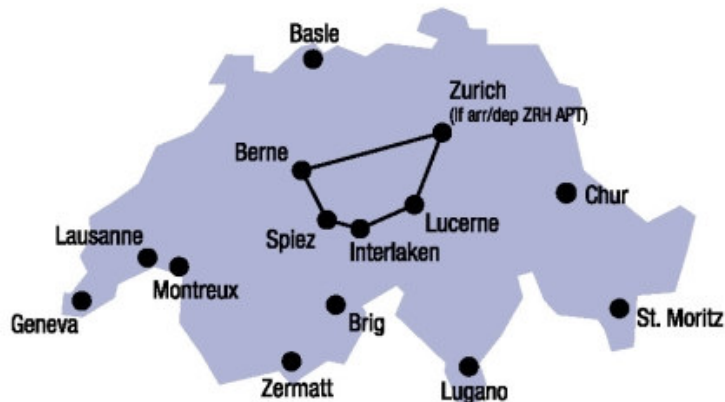 Basle
Zurich
(If arr/dep ZRH APT)
Berne
Chur
Lucerne
Spiez
Interlaken
Lausanne
Montreux
Geneva
Brig
St. Moritz
Zermatt
Lugano